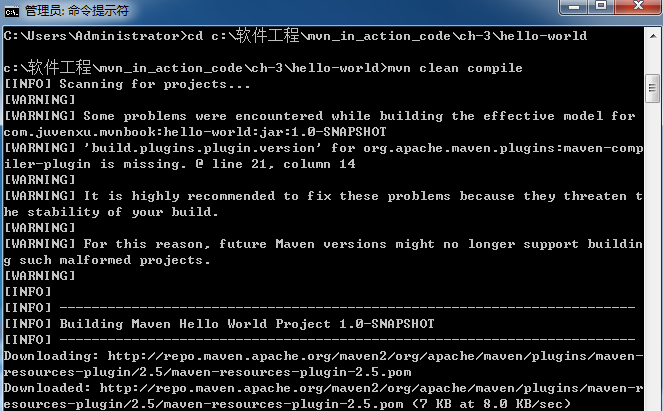 管理员: 命令提示符
C:\Users\Administrator>cd c:\软件工程\mvn_in_action_code\ch-3\hello-world
c:\软件工程\mvn_in_action_code\ch-3\hello-world>mvn clean compile
[INFO] Scanning for projects...
[WARNING]
[WARNING] Some problems were encountered while building the effective model for
com.juvenxu.mvnbook:hello-world:jar:1.0-SNAPSHOT
[WARNING] 'build.plugins.plugin.version' for org.apache.maven.plugins:maven-comp
iler-plugin is missing. @ line 21, column 14
[WARNING]
[WARNING] It is highly recommended to fix these problems because they threaten t
he stability of your build.
[WARNING]
[WARNING] For this reason, future Maven versions might no longer support buildin
g such malformed projects.
[WARNING]
[INFO]
[INFO] ------------------------------------------------------------------------
[INFO] Building Maven Hello World Project 1.0-SNAPSHOT
[INFO] ------------------------------------------------------------------------
Downloading: http://repo.maven.apache.org/maven2/org/apache/maven/plugins/maven-
resources-plugin/2.5/maven-resources-plugin-2.5.pom
Downloaded: http://repo.maven.apache.org/maven2/org/apache/maven/plugins/maven-r
esources-plugin/2.5/maven-resources-plugin-2.5.pom (7 KB at 8.0 KB/sec)